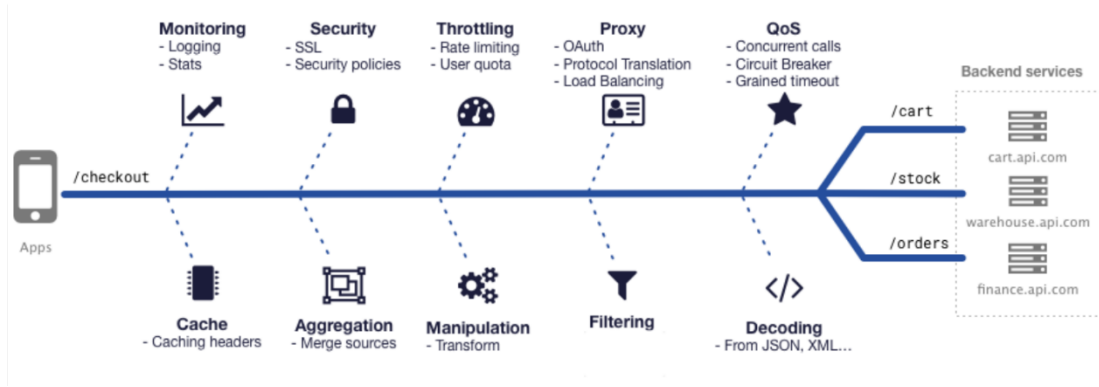 Monitoring
- Logging
- Stats
Security
- SSL
- Security policies
Throttling
- Rate limiting
- User quota
Proxy
- OAuth
- Protocol Translation
- Load Balancing
QoS
- Concurrent calls
- Circuit Breaker
- Grained timeout
Backend services
/cart
cart.api.com
/checkout
/stock
warehouse.api.com
Apps
/orders
finance.api.com
Cache
- Caching headers
Aggregation
- Merge sources
Manipulation
- Transform
Filtering
</>
Decoding
- From JSON, XML...